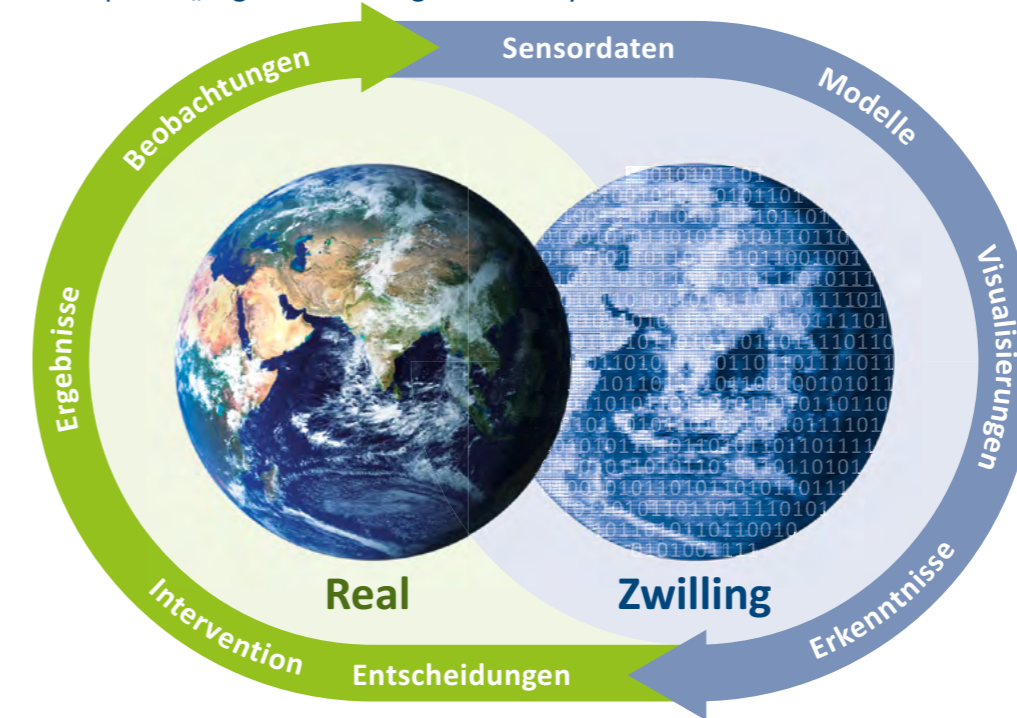 Sensordaten
Modelle
Visualisierungen
Erkenntnisse
Entscheidungen
Intervention
Ergebnisse
Beobachtungen
Real
Zwilling